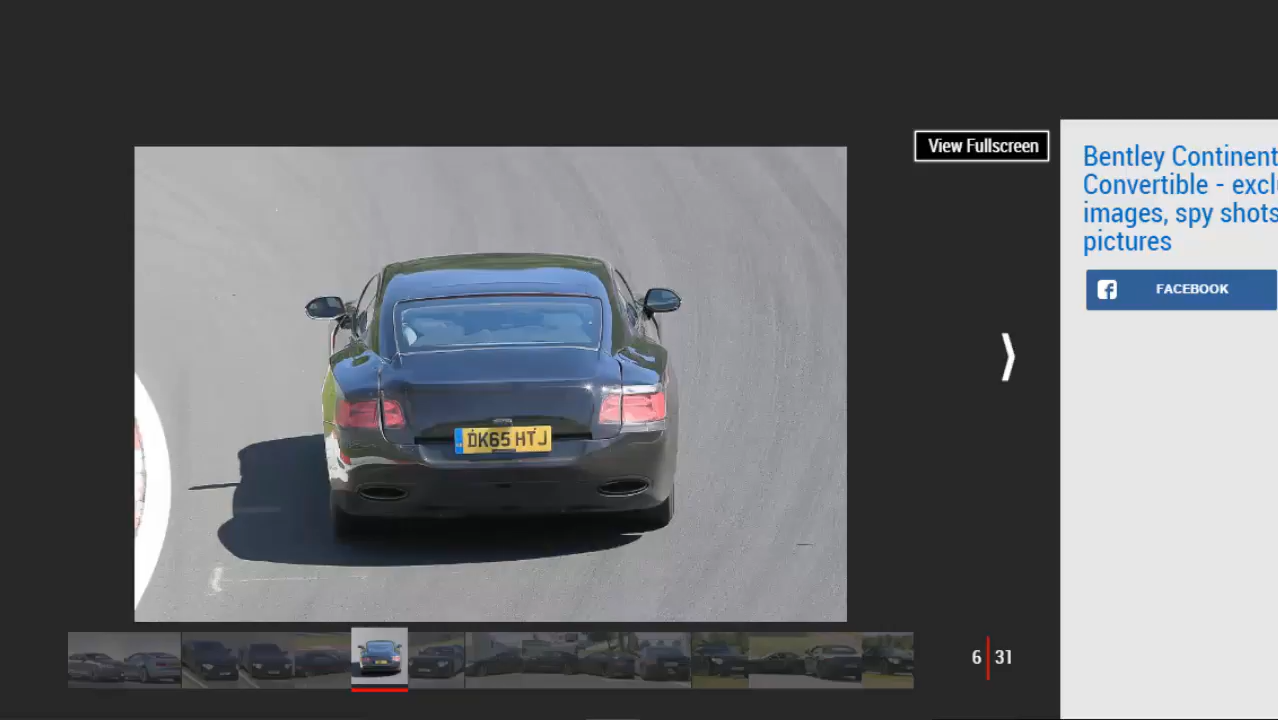 View Fullscreen
Bentley Continent
Convertible - excl
images, spy shots
pictures
FACEBOOK
DK65 HTJ
6 31